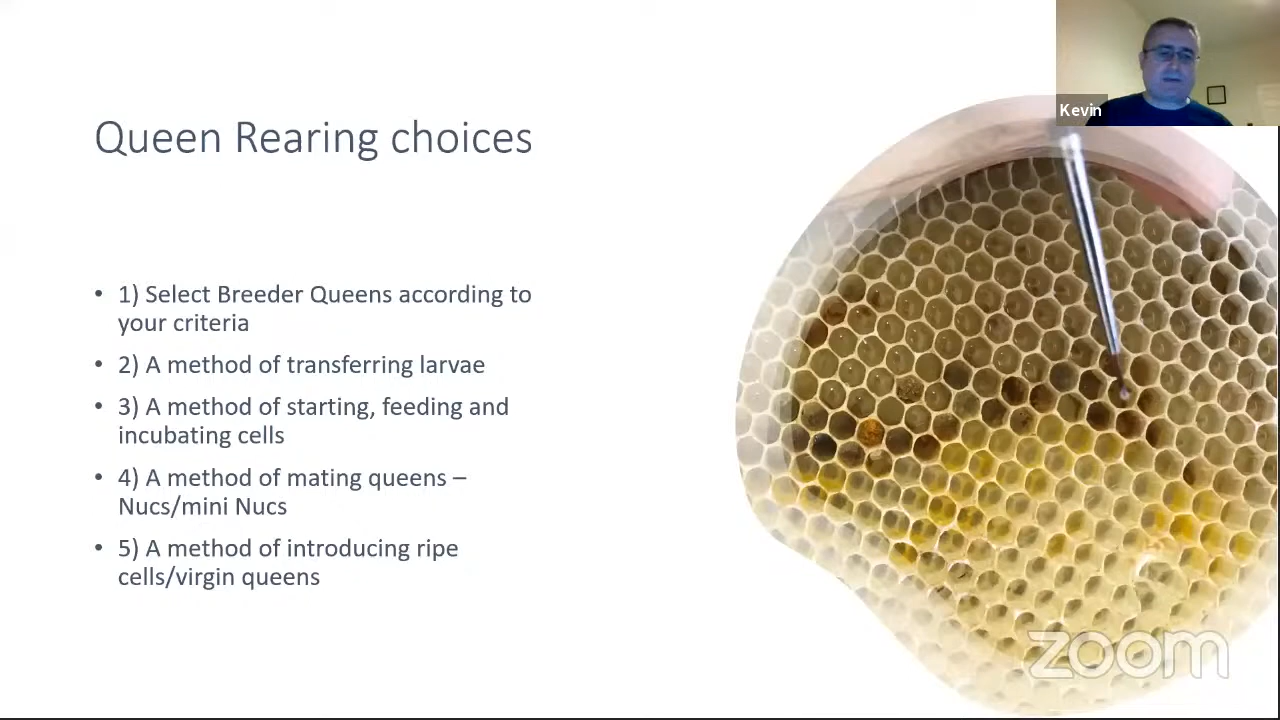 Kevin
Queen Rearing choices
• 1) Select Breeder Queens according to
your criteria
• 2) A method of transferring larvae
• 3) A method of starting, feeding and
incubating cells
• 4) A method of mating queens –
Nucs/mini Nucs
• 5) A method of introducing ripe
cells/virgin queens
zoom